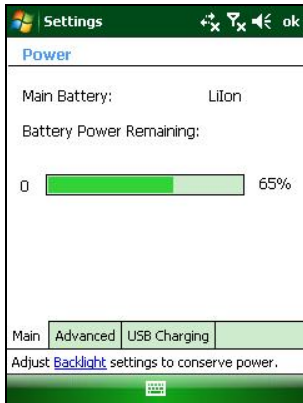 Settings ok
Power
Main Battery: LiIon
Battery Power Remaining:
0 65%
Main Advanced USB Charging
Adjust Backlight settings to conserve power.